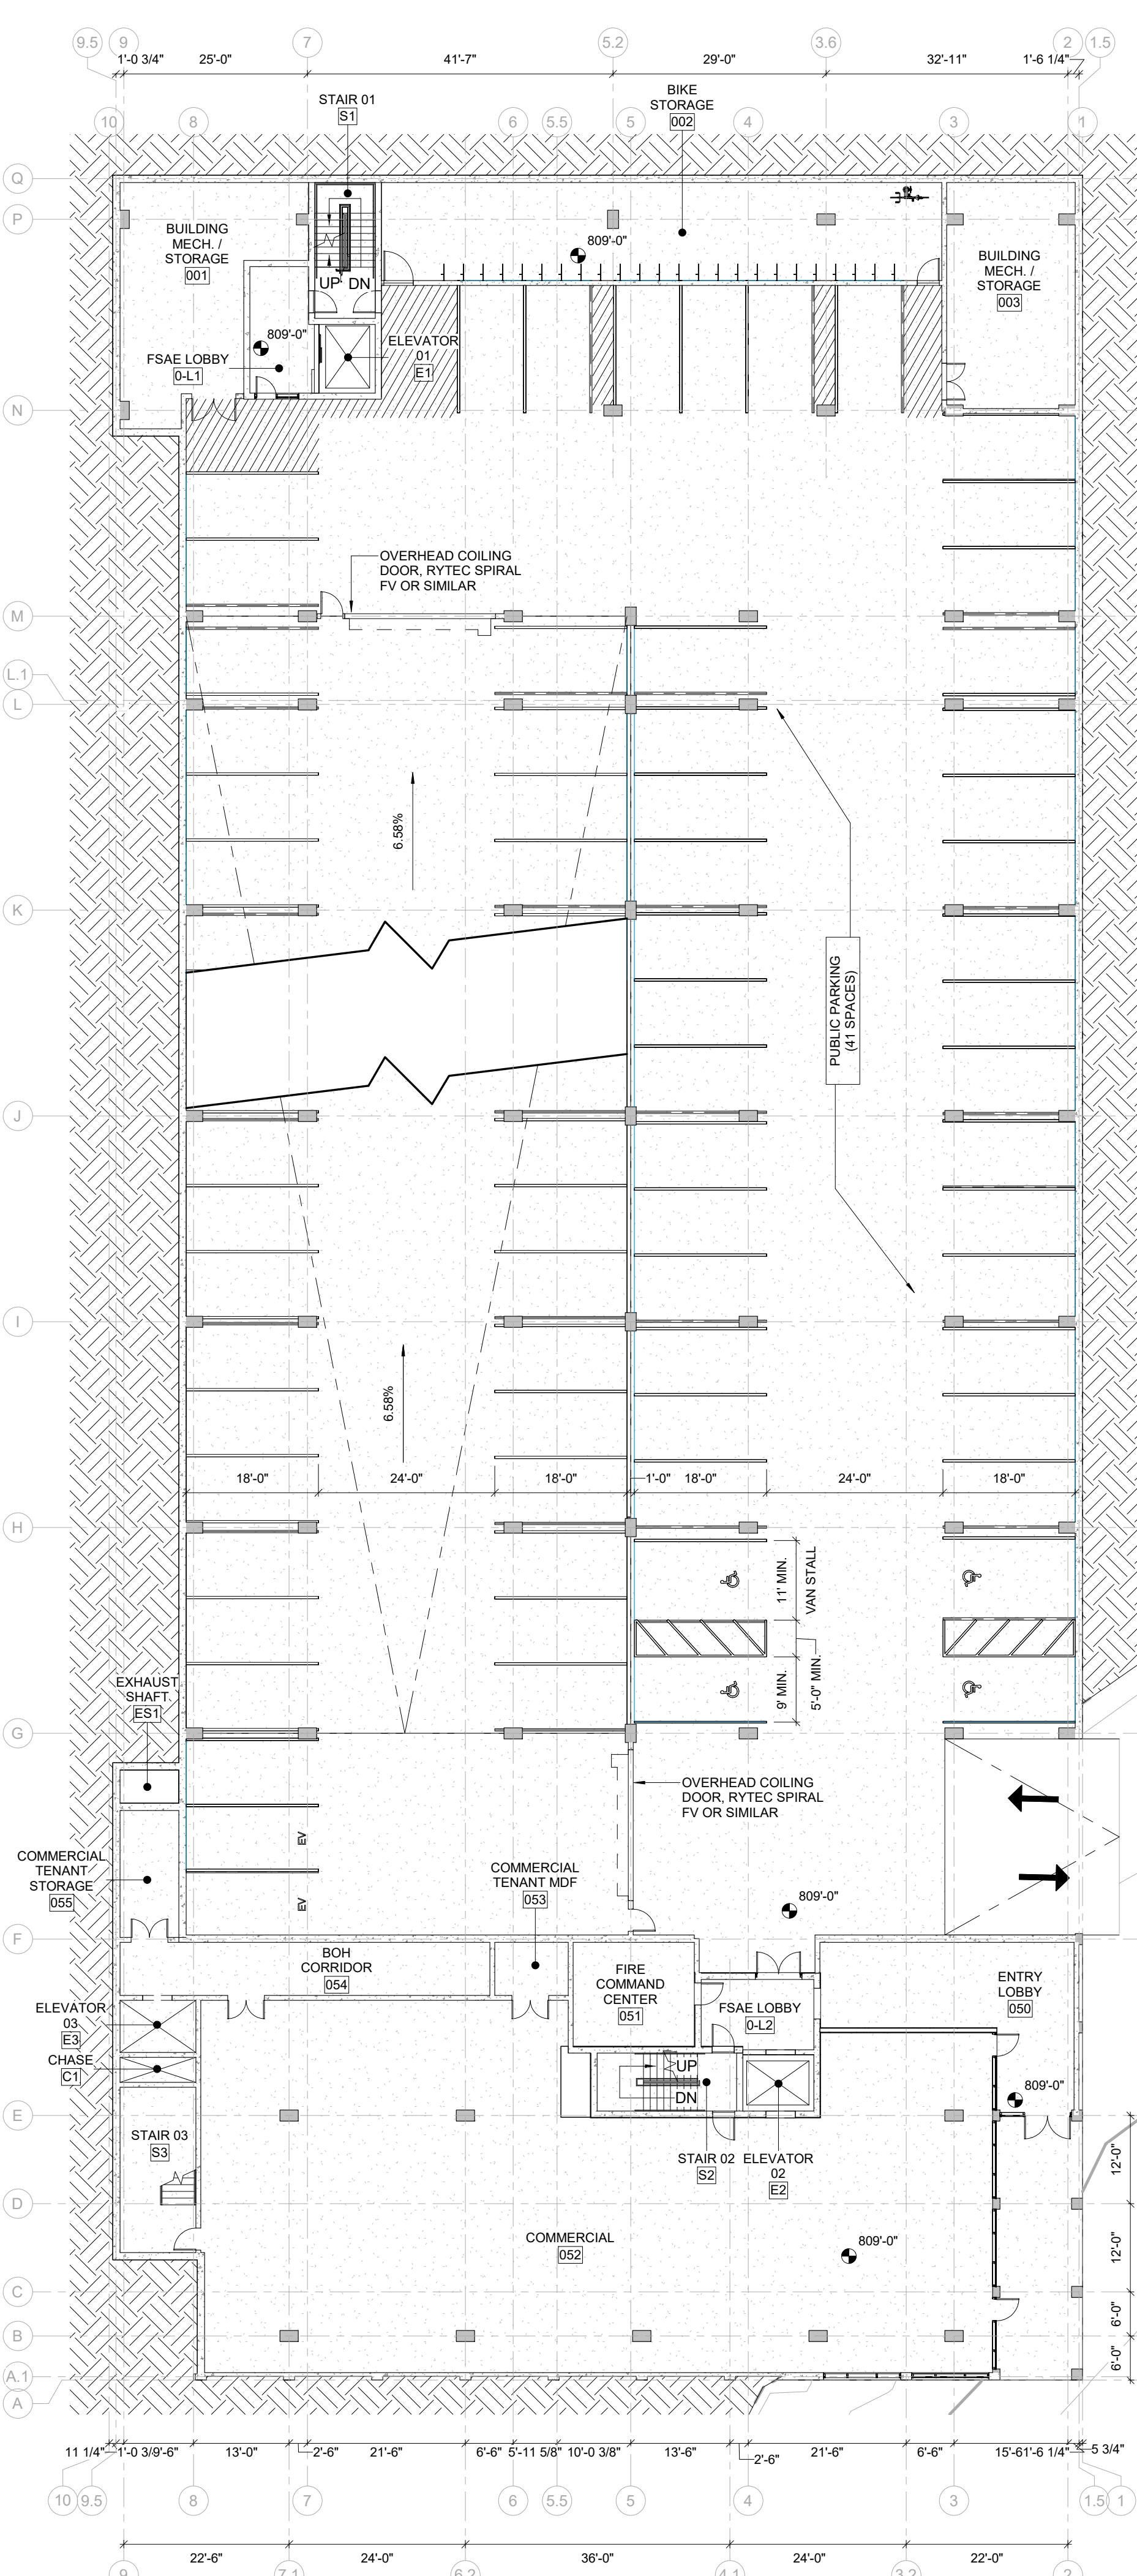 9.5
9
7
5.2
3.6
2
1.5
1'-0 3/4"
25'-0"
41'-7"
29'-0"
32'-11"
1'-6 1/4"
10
8
6
5.5
5
4
3
1
STAIR 01
S1
BIKE
STORAGE
002
Q
P
BUILDING
MECH. /
STORAGE
001
809'-0"
BUILDING
MECH. /
STORAGE
003
UP
DN
809'-0"
FSAE LOBBY
0-L1
ELEVATOR
01
E1
N
OVERHEAD COILING
DOOR, RYTEC SPIRAL
FV OR SIMILAR
M
L.1
L
6.58%
K
PUBLIC PARKING
(41 SPACES)
J
I
6.58%
18'-0"
24'-0"
18'-0"
1'-0"
18'-0"
24'-0"
18'-0"
H
11' MIN.
VAN STALL
9' MIN.
5'-0" MIN.
EXHAUST
SHAFT
ES1
G
OVERHEAD COILING
DOOR, RYTEC SPIRAL
FV OR SIMILAR
EV
EV
COMMERCIAL
TENANT
STORAGE
055
COMMERCIAL
TENANT MDF
053
809'-0"
F
BOH
CORRIDOR
054
FIRE
COMMAND
CENTER
051
FSAE LOBBY
0-L2
ENTRY
LOBBY
050
ELEVATOR
03
E3
CHASE
C1
UP
DN
809'-0"
E
STAIR 03
S3
STAIR 02
S2
ELEVATOR
02
E2
12'-0"
D
COMMERCIAL
052
809'-0"
12'-0"
C
6'-0"
B
6'-0"
A.1
A
11 1/4"
1'-0 3/9'-6"
13'-0"
2'-6"
21'-6"
6'-6"
5'-11 5/8"
10'-0 3/8"
13'-6"
2'-6"
21'-6"
6'-6"
15'-61'-6 1/4"
5 3/4"
10
9.5
8
7
6
5.5
5
4
3
1.5
1
22'-6"
24'-0"
36'-0"
24'-0"
22'-0"
9
7.1
6.2
4.1
3.2
2